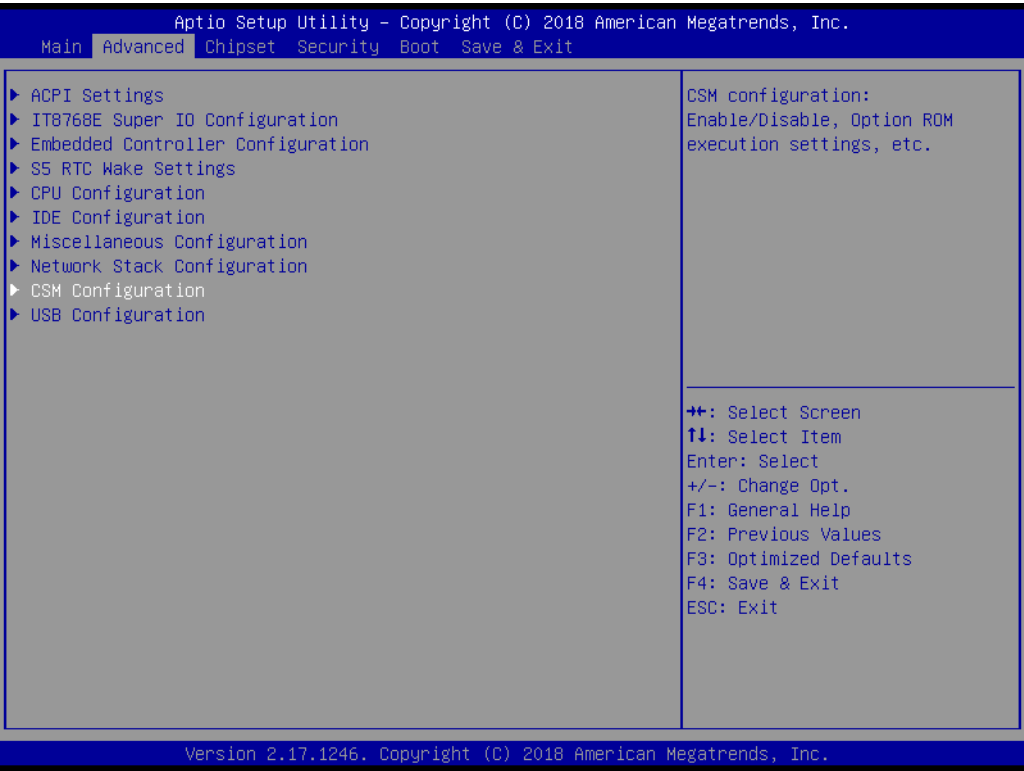 Aptio Setup Utility – Copyright (C) 2018 American Megatrends, Inc.
Main Advanced Chipset Security Boot Save & Exit
▶ ACPI Settings
▶ IT8768E Super IO Configuration
▶ Embedded Controller Configuration
▶ S5 RTC Wake Settings
▶ CPU Configuration
▶ IDE Configuration
▶ Miscellaneous Configuration
▶ Network Stack Configuration
▶ CSM Configuration
▶ USB Configuration
CSM configuration:
Enable/Disable, Option ROM
execution settings, etc.
→←: Select Screen
↑↓: Select Item
Enter: Select
+/-: Change Opt.
F1: General Help
F2: Previous Values
F3: Optimized Defaults
F4: Save & Exit
ESC: Exit
Version 2.17.1246. Copyright (C) 2018 American Megatrends, Inc.